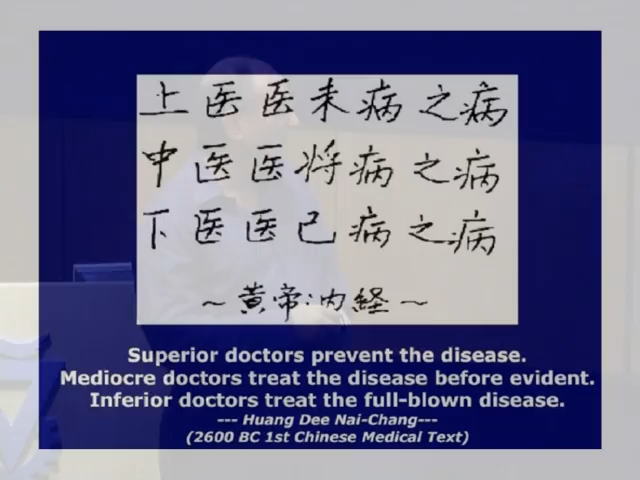 上医医未病之病
中医医将病之病
下医医已病之病
~黄帝:内経~
Superior doctors prevent the disease.
Mediocre doctors treat the disease before evident.
Inferior doctors treat the full-blown disease.
--- Huang Dee Nai-Chang---
(2600 BC 1st Chinese Medical Text)